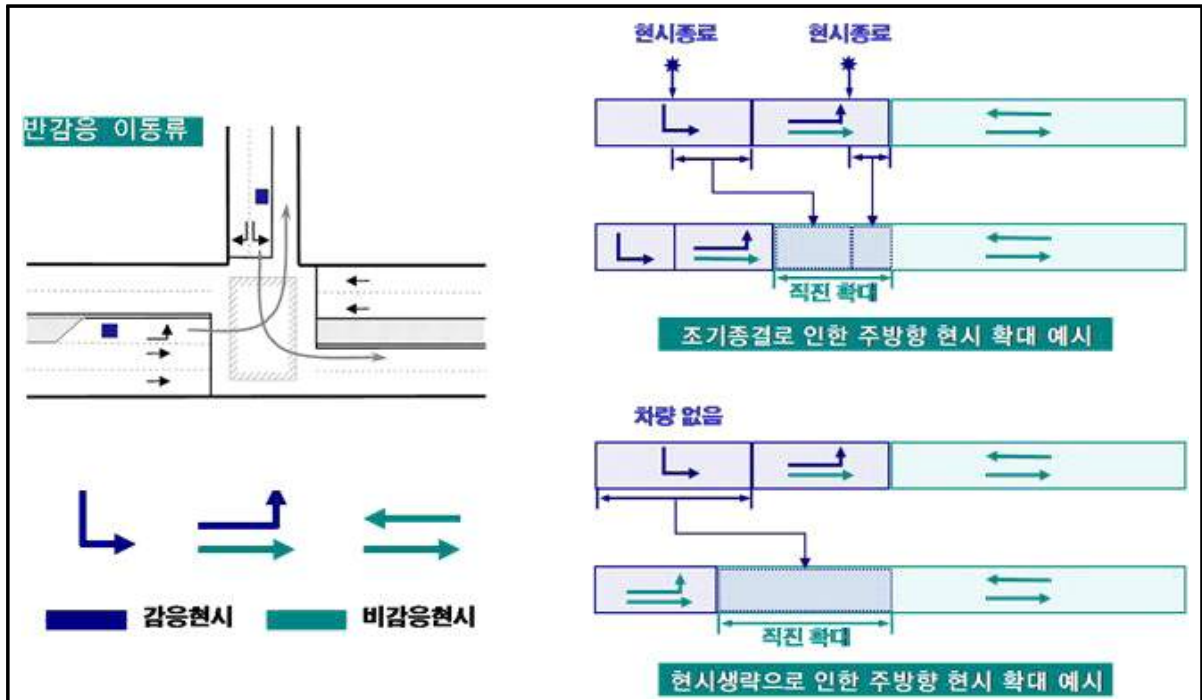 현시종료
현시종료
반감응 이동류
직진 확대
조기종결로 인한 주방향 현시 확대 예시
차량 없음
감응현시
비감응현시
직진 확대
현시생략으로 인한 주방향 현시 확대 예시